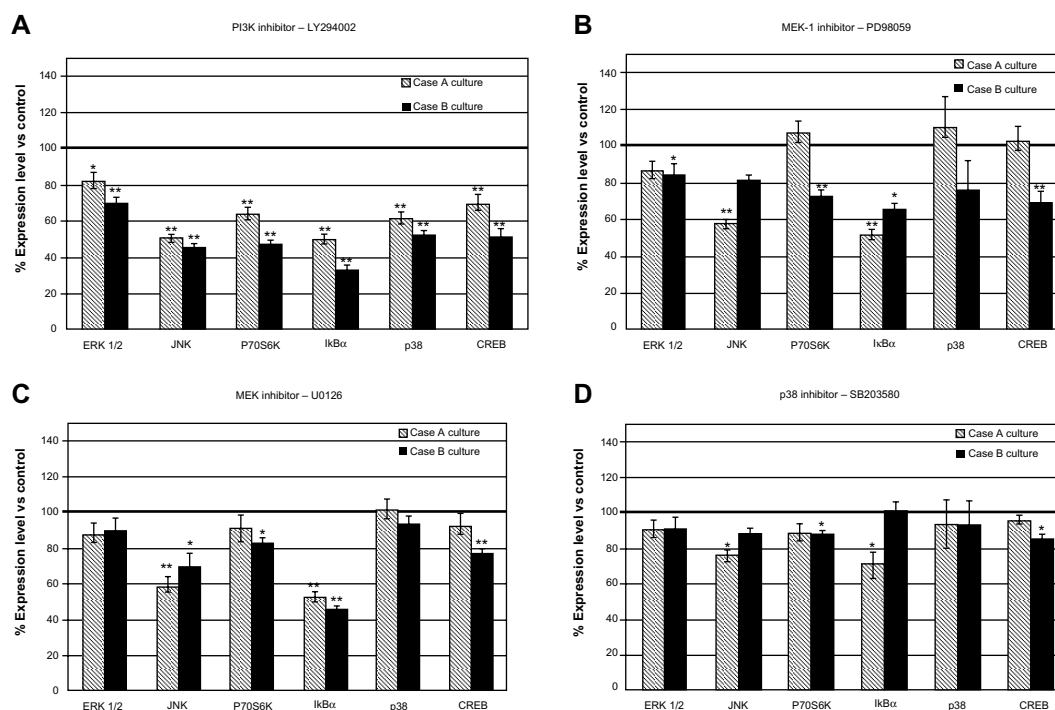 A
PI3K inhibitor – LY294002
% Expression level vs control
140
120
100
80
60
40
20
0
Case A culture
Case B culture
*
**
**
**
**
**
**
**
**
**
**
**
ERK 1/2 JNK P70S6K IkBα p38 CREB
B
MEK-1 inhibitor – PD98059
% Expression level vs control
140
120
100
80
60
40
20
0
Case A culture
Case B culture
*
**
**
**
*
**
ERK 1/2 JNK P70S6K IκBα p38 CREB
C
MEK inhibitor – U0126
% Expression level vs control
140
120
100
80
60
40
20
0
Case A culture
Case B culture
**
*
*
**
**
**
ERK 1/2 JNK P70S6K IkBα p38 CREB
D
p38 inhibitor – SB203580
% Expression level vs control
140
120
100
80
60
40
20
0
Case A culture
Case B culture
*
*
*
*
ERK 1/2 JNK P70S6K IkBα p38 CREB